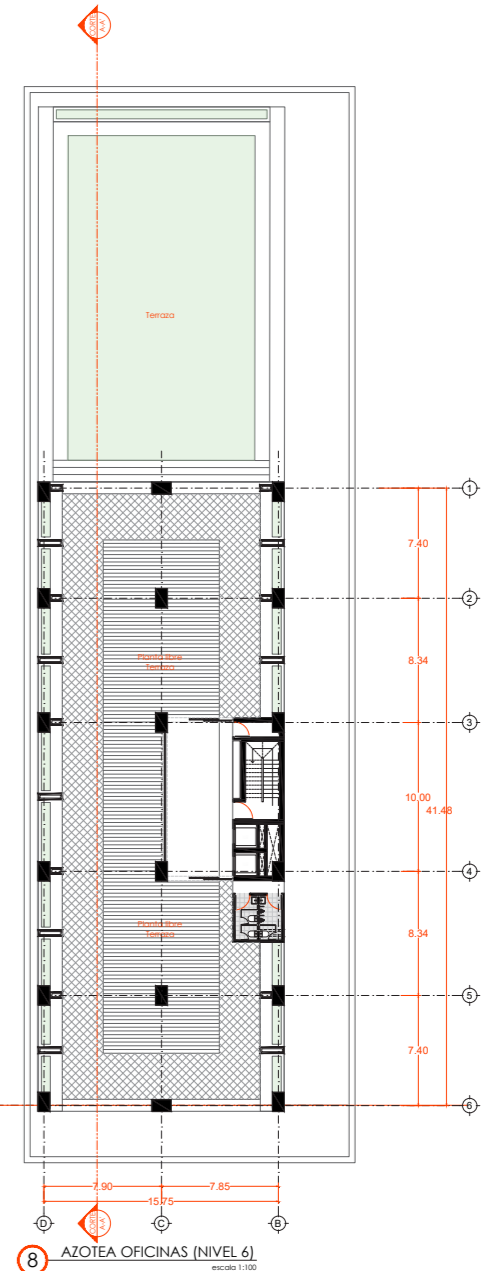 CORTE
A-A'
Terraza
1
7.40
2
Planta libre
Terraza
8.34
3
10.00
41.48
4
Planta libre
Terraza
8.34
5
7.40
6
7.90
7.85
15.75
D
C
B
CORTE
A-A'
8
AZOTEA OFICINAS (NIVEL 6)
escala 1:100